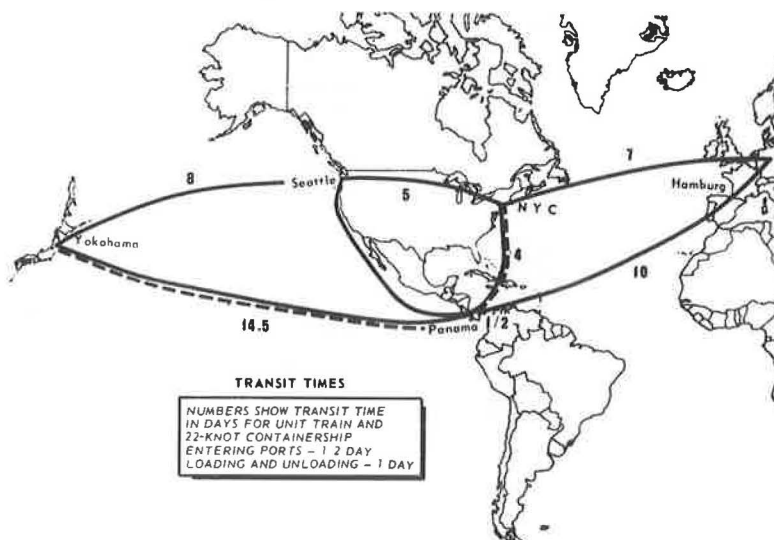 7
8
Seattle
5
Hamburg
NYC
Yokahama
4
10
14.5
Panama
1/2
TRANSIT TIMES
NUMBERS SHOW TRANSIT TIME
IN DAYS FOR UNIT TRAIN AND
22-KNOT CONTAINERSHIP
ENTERING PORTS – 1 2 DAY
LOADING AND UNLOADING – 1 DAY